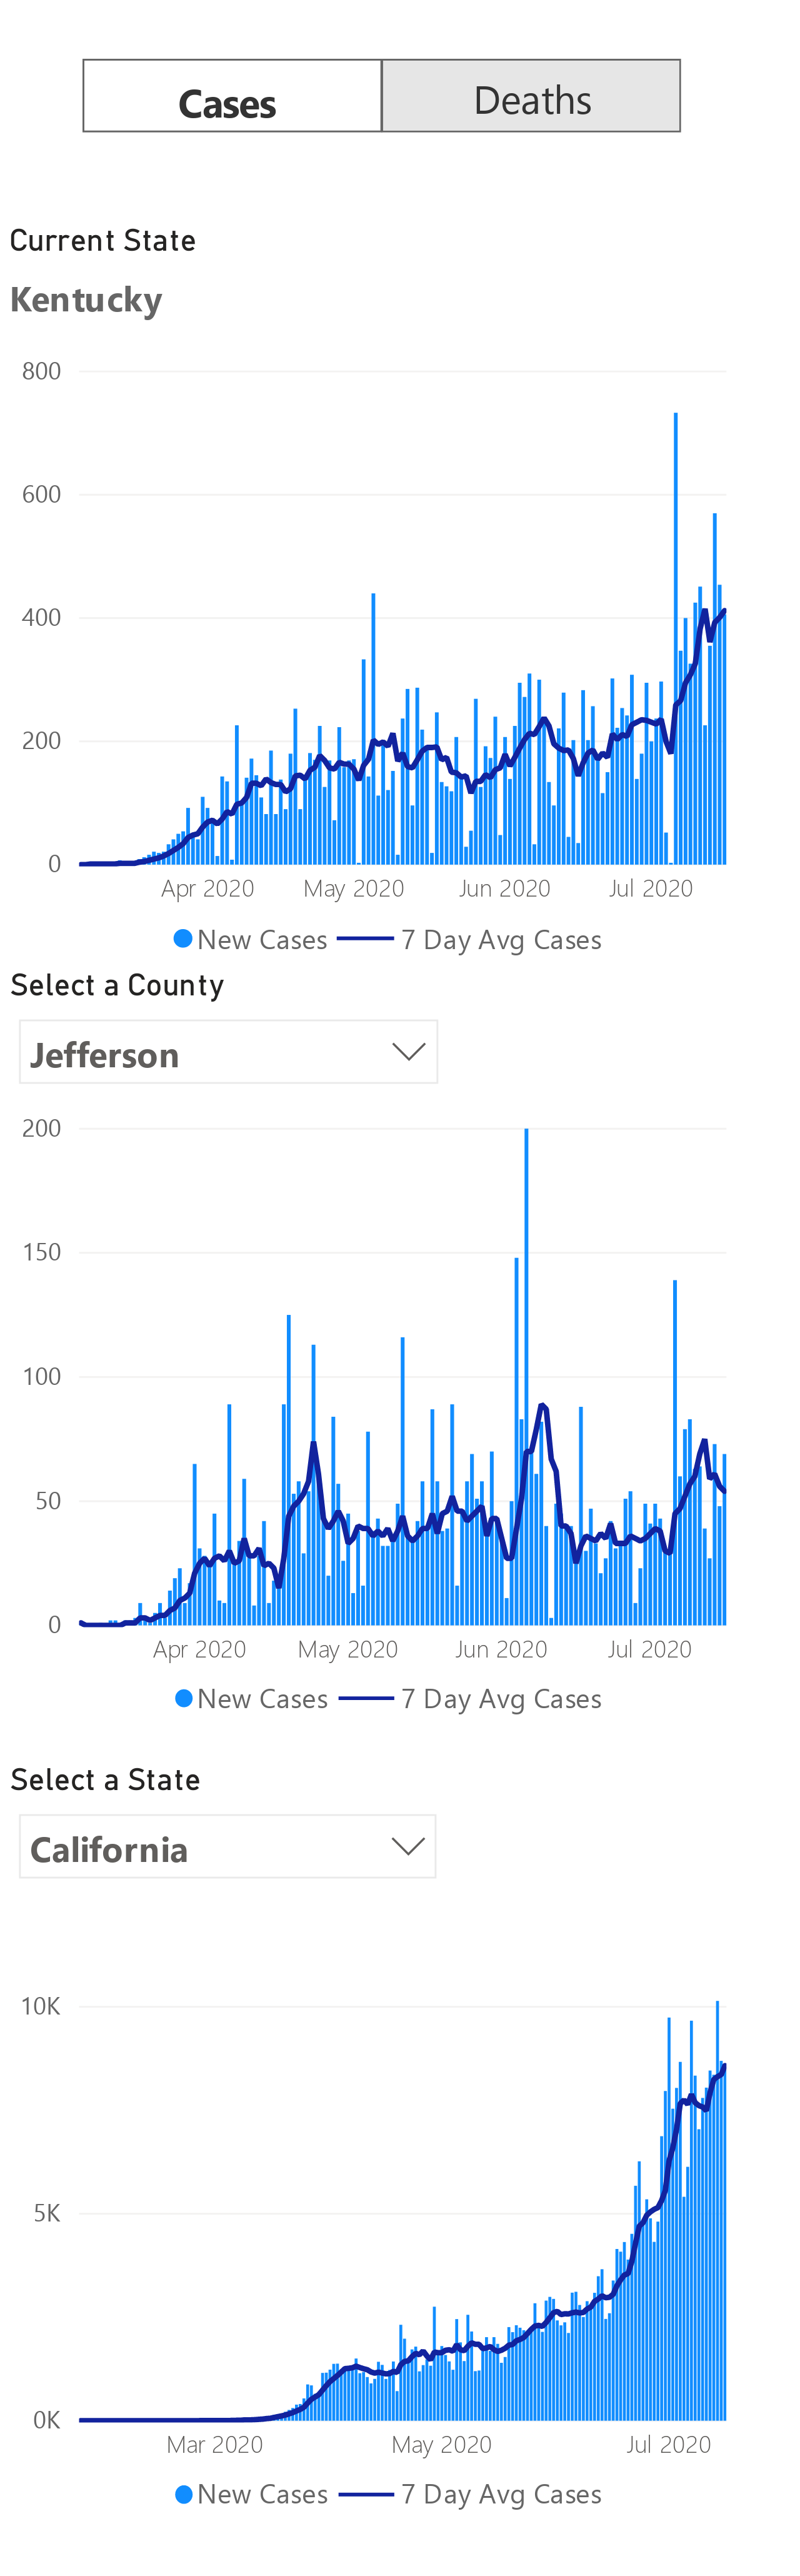 Cases Deaths
Current State
Kentucky
800
600
400
200
0
Apr 2020 May 2020 Jun 2020 Jul 2020
New Cases 7 Day Avg Cases
Select a County
Jefferson
200
150
100
50
0
Apr 2020 May 2020 Jun 2020 Jul 2020
New Cases 7 Day Avg Cases
Select a State
California
10K
5K
0K
Mar 2020 May 2020 Jul 2020
New Cases 7 Day Avg Cases